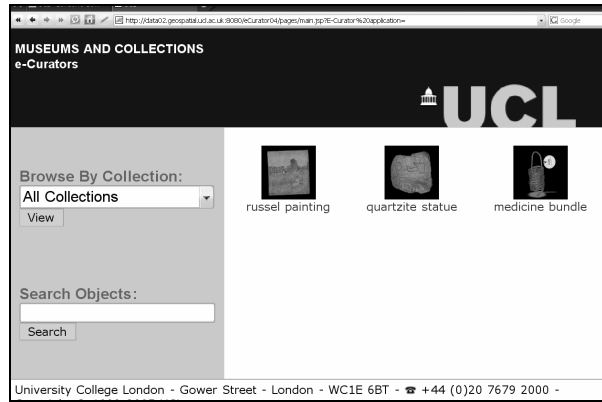 http://data02.geospatial.ucl.ac.uk:8080/eCurator04/pages/main.jsp?E-Curator%20application=
Google
MUSEUMS AND COLLECTIONS
e-Curators
UCL
Browse By Collection:
All Collections
View
russel painting
quartzite statue
medicine bundle
Search Objects:
Search
University College London - Gower Street - London - WC1E 6BT - ☎ +44 (0)20 7679 2000 -